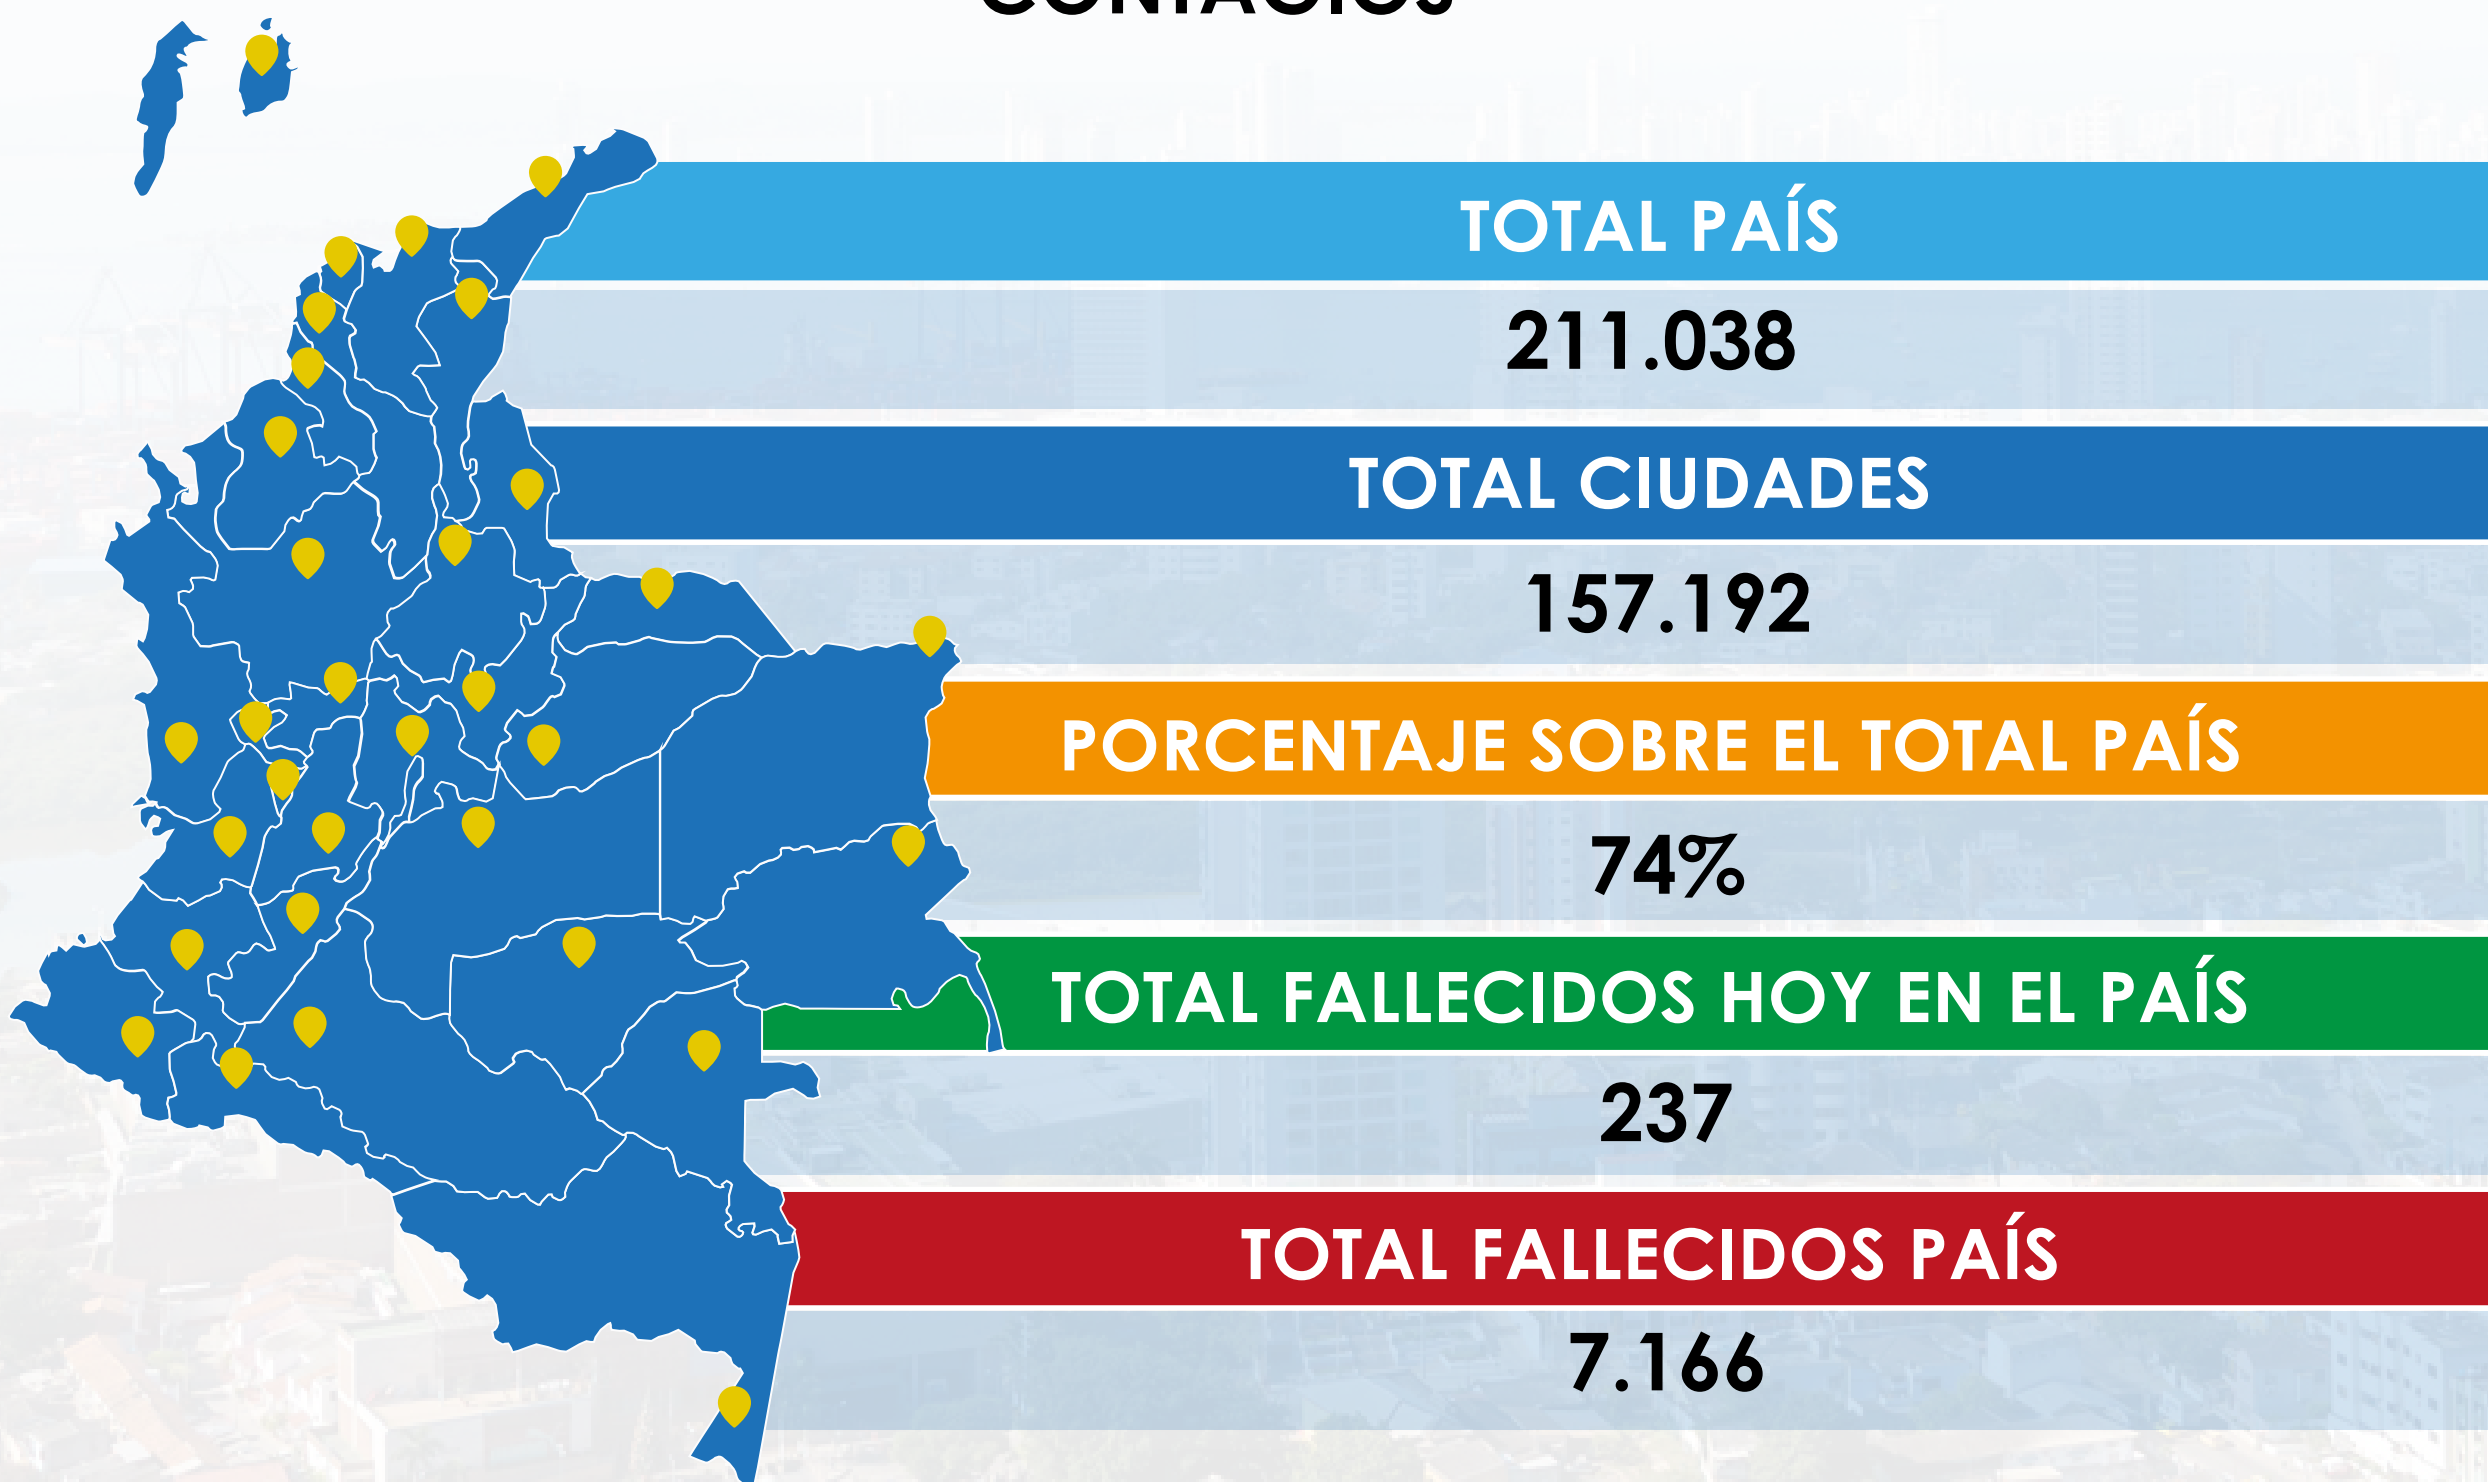 CONTAGIOS
TOTAL PAÍS
211.038
TOTAL CIUDADES
157.192
PORCENTAJE SOBRE EL TOTAL PAÍS
74%
TOTAL FALLECIDOS HOY EN EL PAÍS
237
TOTAL FALLECIDOS PAÍS
7.166